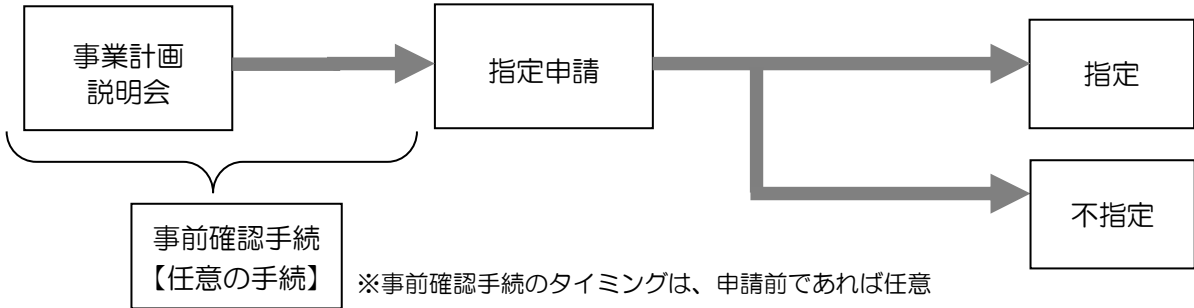 事業計画
説明会
指定申請
指定
不指定
事前確認手続
【任意の手続】
※事前確認手続のタイミングは、申請前であれば任意